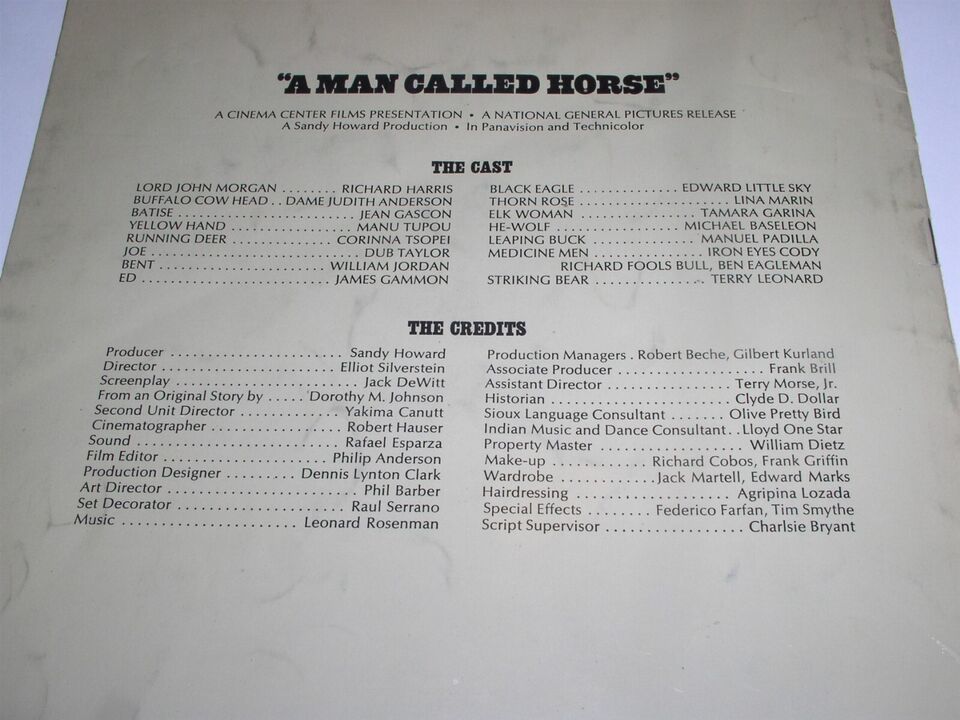 “A MAN CALLED HORSE”
A CINEMA CENTER FILMS PRESENTATION • A NATIONAL GENERAL PICTURES RELEASE
A Sandy Howard Production • In Panavision and Technicolor
THE CAST
LORD JOHN MORGAN ........ RICHARD HARRIS
BUFFALO COW HEAD .. DAME JUDITH ANDERSON
BATISE ........................ JEAN GASCON
YELLOW HAND ................ MANU TUPOU
RUNNING DEER ............. CORINNA TSOPEI
JOE ............................ DUB TAYLOR
BENT ...................... WILLIAM JORDAN
ED .......................... JAMES GAMMON
BLACK EAGLE ............. EDWARD LITTLE SKY
THORN ROSE .................... LINA MARIN
ELK WOMAN ............... TAMARA GARINA
HE-WOLF ................. MICHAEL BASELEON
LEAPING BUCK ............... MANUEL PADILLA
MEDICINE MEN ............... IRON EYES CODY
RICHARD FOOLS BULL, BEN EAGLEMAN
STRIKING BEAR ............... TERRY LEONARD
THE CREDITS
Producer ....................... Sandy Howard
Director ....................... Elliot Silverstein
Screenplay ........................ Jack DeWitt
From an Original Story by ..... Dorothy M. Johnson
Second Unit Director ............. Yakima Canutt
Cinematographer ................. Robert Hauser
Sound ........................... Rafael Esparza
Film Editor ...................... Philip Anderson
Production Designer ......... Dennis Lynton Clark
Art Director ......................... Phil Barber
Set Decorator ..................... Raul Serrano
Music ....................... Leonard Rosenman
Production Managers . Robert Beche, Gilbert Kurland
Associate Producer ................... Frank Brill
Assistant Director ................ Terry Morse, Jr.
Historian ........................ Clyde D. Dollar
Sioux Language Consultant ....... Olive Pretty Bird
Indian Music and Dance Consultant .. Lloyd One Star
Property Master .................... William Dietz
Make-up ............ Richard Cobos, Frank Griffin
Wardrobe ............. Jack Martell, Edward Marks
Hairdressing .................. Agripina Lozada
Special Effects ........ Federico Farfan, Tim Smythe
Script Supervisor ................... Charlsie Bryant